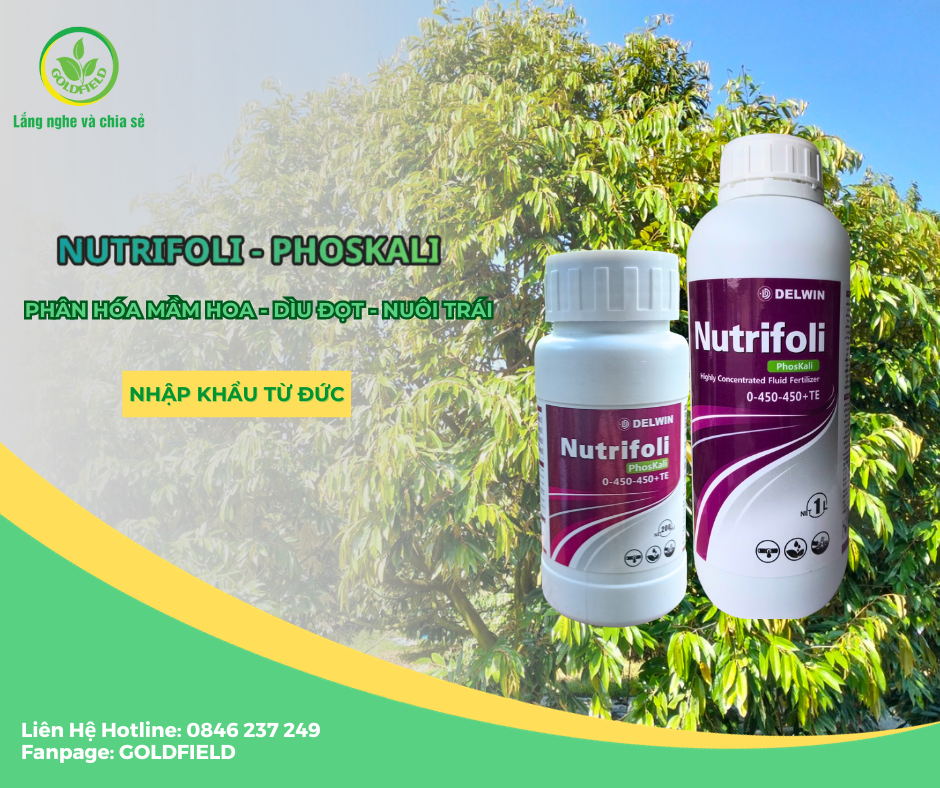 GOLDFIELD
Lắng nghe và chia sẻ
NUTRIFOLI - PHOSKALI
PHÂN HÓA MẦM HOA - DÌU ĐỌT - NUÔI TRÁI
NHẬP KHẨU TỪ ĐỨC
DELWIN
Nutrifoli
PhosKali
0-450-450+TE
DELWIN
Nutrifoli
PhosKali
Highly Concentrated Fluid Fertilizer
0-450-450+TE
1L
Liên Hệ Hotline: 0846 237 249
Fanpage: GOLDFIELD